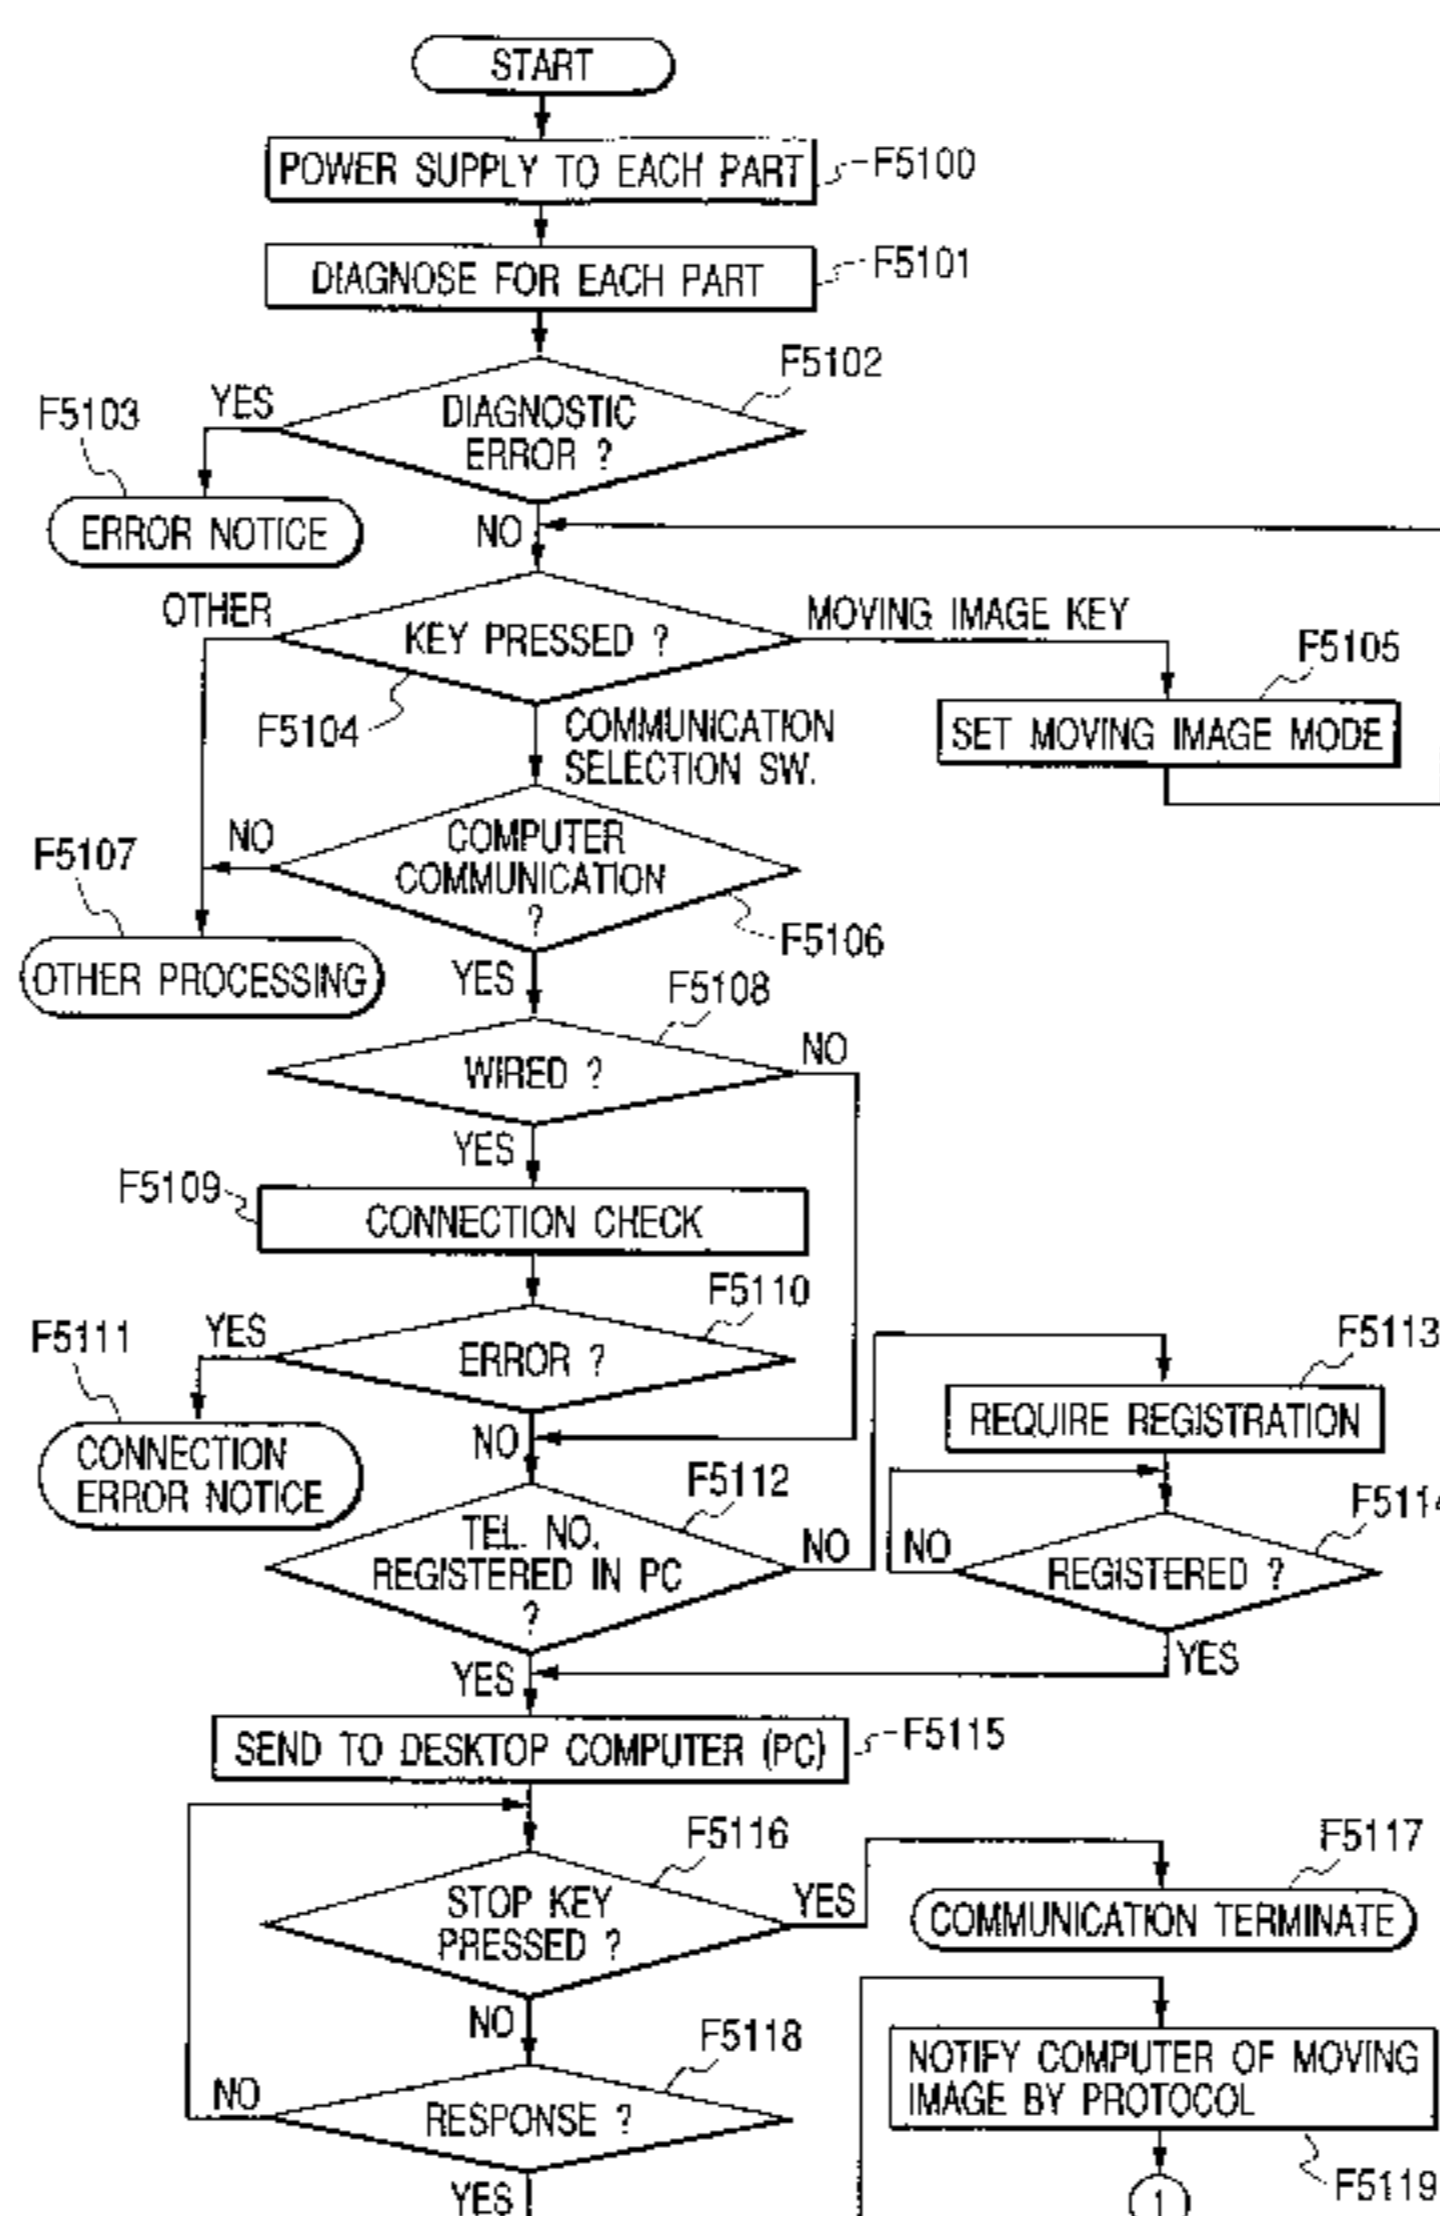 START
POWER SUPPLY TO EACH PART
F5100
DIAGNOSE FOR EACH PART
F5101
F5102
DIAGNOSTIC
ERROR ?
YES
F5103
ERROR NOTICE
NO
OTHER
KEY PRESSED ?
MOVING IMAGE KEY
F5104
F5105
SET MOVING IMAGE MODE
COMMUNICATION
SELECTION SW.
COMPUTER
COMMUNICATION
?
NO
F5107
F5106
OTHER PROCESSING
YES
F5108
WIRED ?
NO
YES
F5109
CONNECTION CHECK
F5110
ERROR ?
YES
F5111
CONNECTION
ERROR NOTICE
NO
F5113
REQUIRE REGISTRATION
F5112
TEL. NO.
REGISTERED IN PC
?
NO
F5114
NO
REGISTERED ?
YES
YES
SEND TO DESKTOP COMPUTER (PC)
F5115
F5116
STOP KEY
PRESSED ?
YES
F5117
COMMUNICATION TERMINATE
NO
F5118
RESPONSE ?
NO
YES
NOTIFY COMPUTER OF MOVING
IMAGE BY PROTOCOL
F5119
1